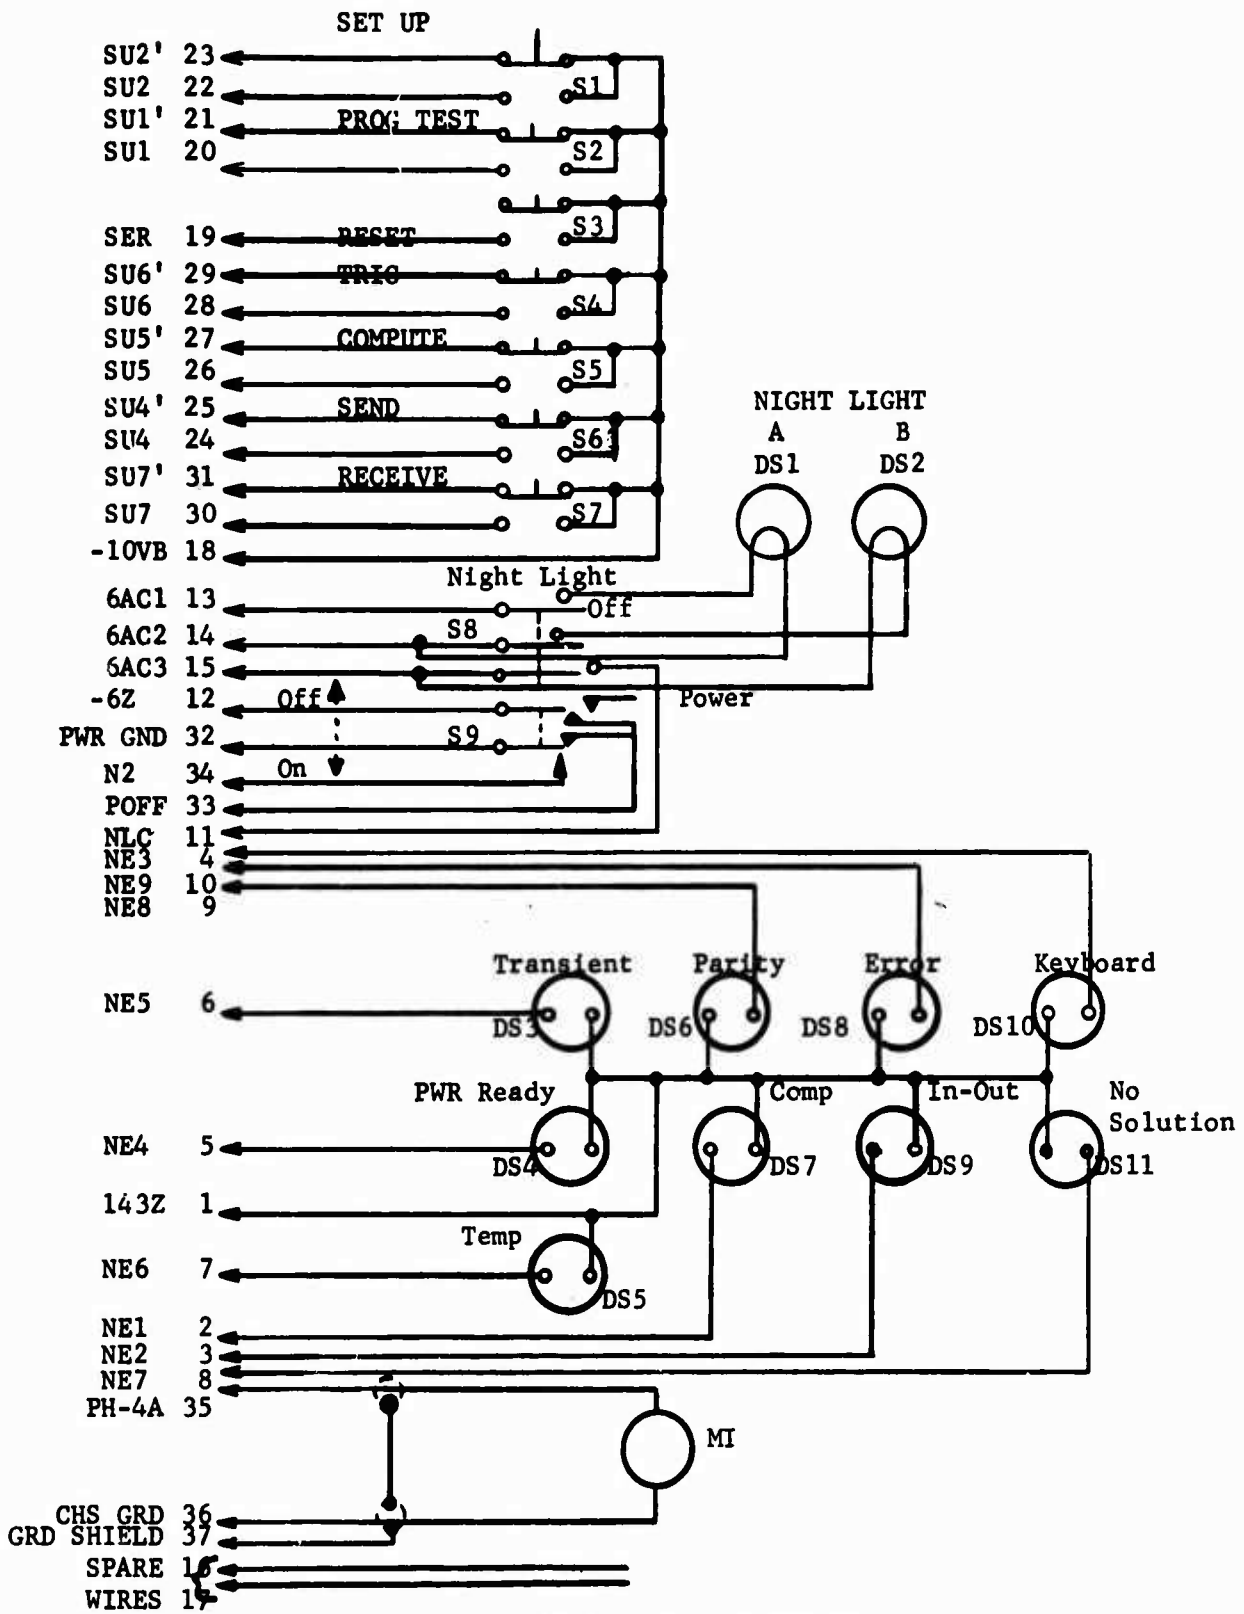 SET UP
SU2' 23
SU2 22
S1
SU1' 21 PROG TEST
SU1 20
S2
SER 19 RESET
S3
SU6' 29 TRIG
SU6 28
S4
SU5' 27 COMPUTE
SU5 26
S5
SU4' 25 SEND
SU4 24
S6
SU7' 31 RECEIVE
SU7 30
S7
-10VB 18
NIGHT LIGHT
A B
DS1 DS2
Night Light
6AC1 13
Off
6AC2 14
S8
6AC3 15
-6Z 12 Off
Power
PWR GND 32
S9
N2 34 On
POFF 33
NLC 11
NE3 4
NE9 10
NE8 9
Transient Parity Error Keyboard
NE5 6
DS3 DS6 DS8 DS10
PWR Ready Comp In-Out No
Solution
NE4 5
DS4 DS7 DS9 DS11
143Z 1
Temp
NE6 7
DS5
NE1 2
NE2 3
NE7 8
PH-4A 35
MI
CHS GRD 36
GRD SHIELD 37
SPARE 16
WIRES 17